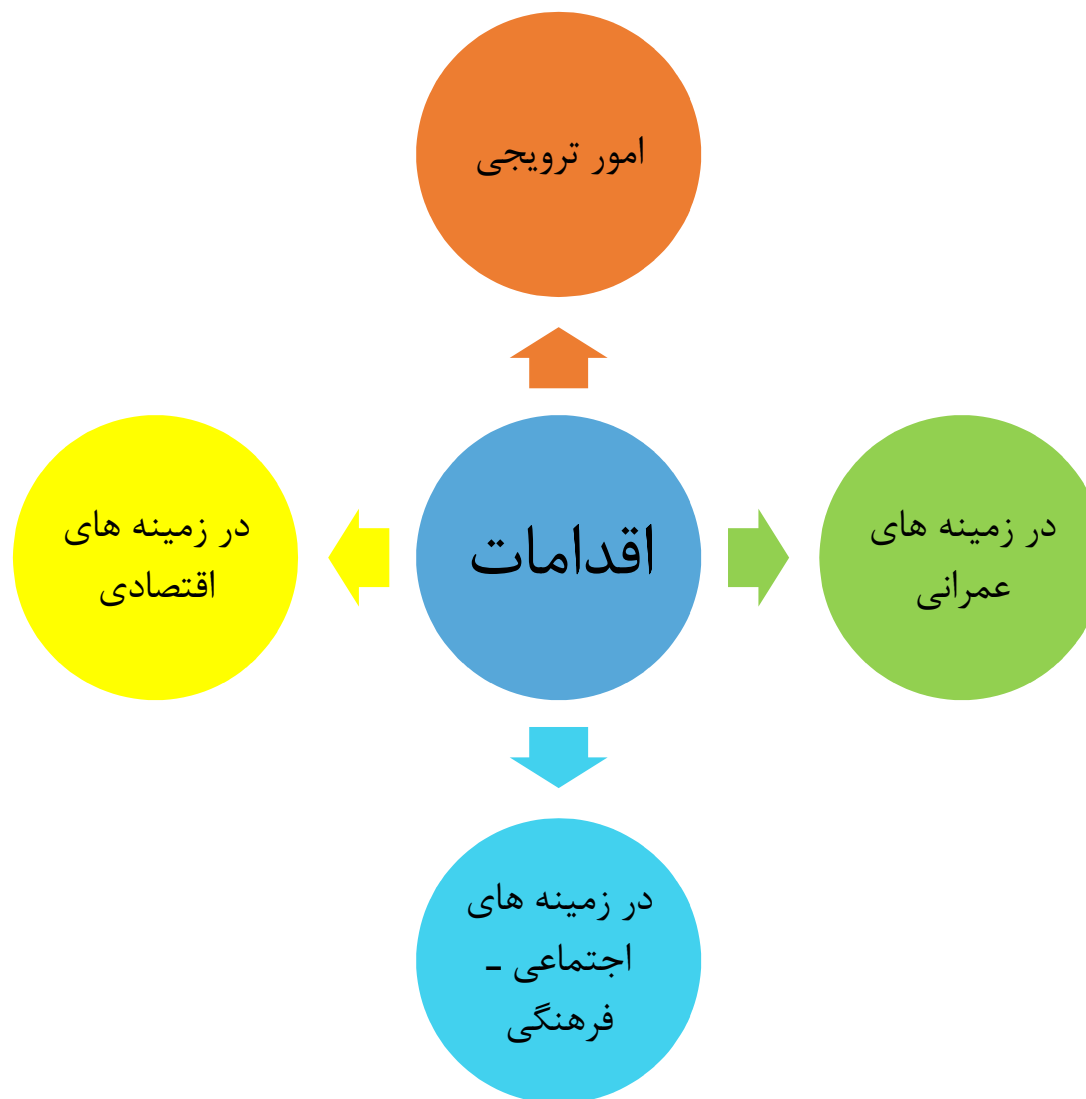 امور ترویجی
در زمینه های
عمرانی
اقدامات
در زمینه های
اقتصادی
در زمینه های
اجتماعی ـ
فرهنگی